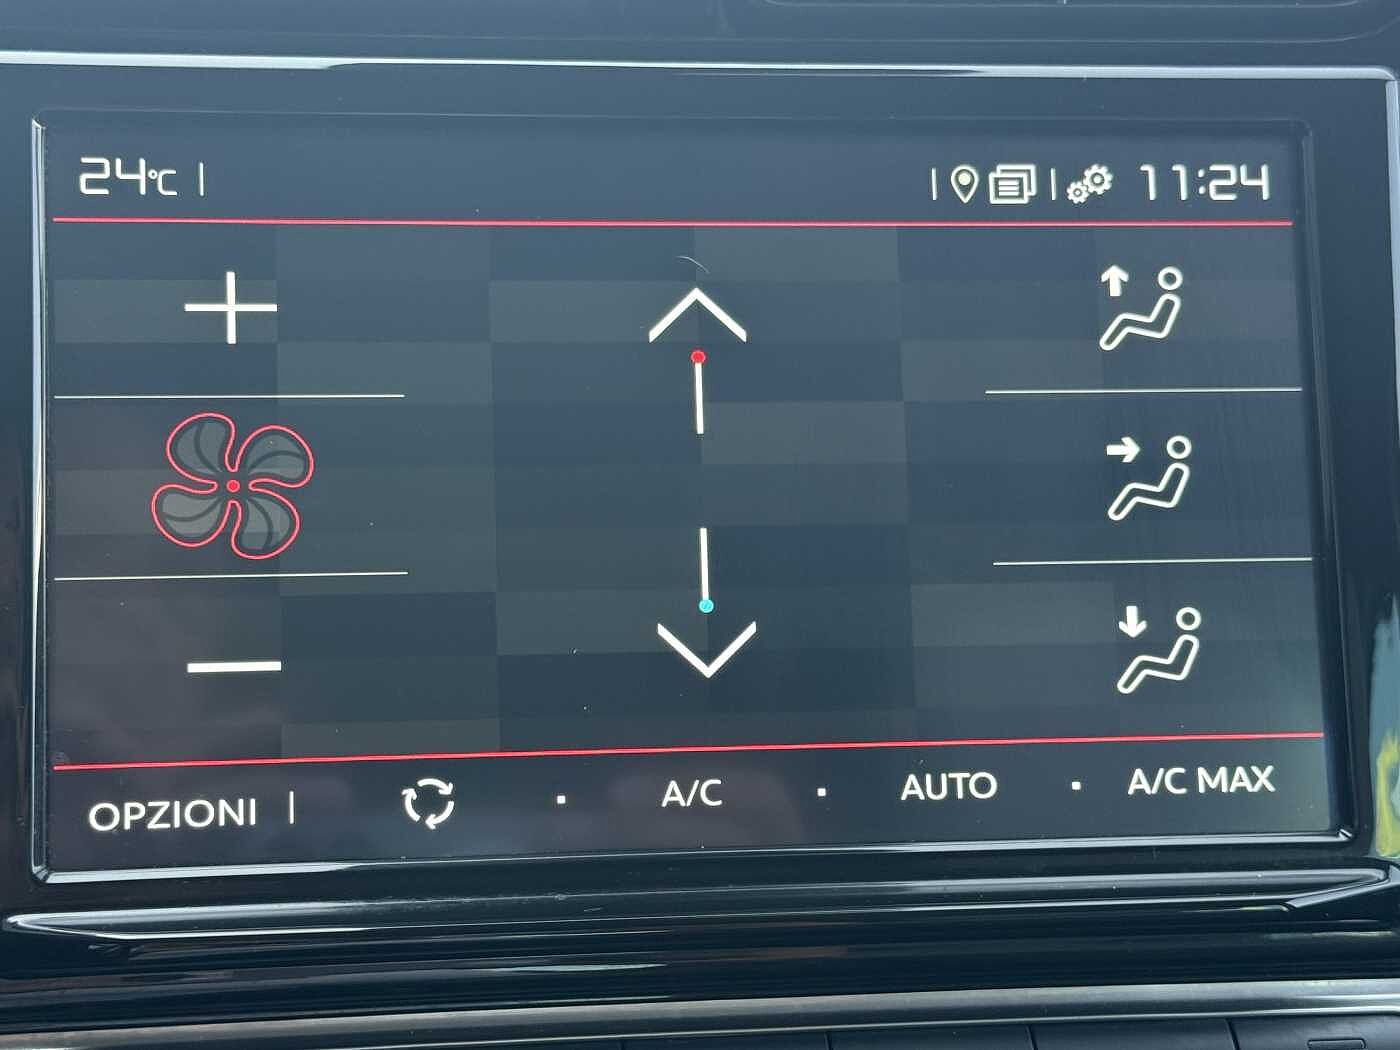 24°C
11:24
OPZIONI A/C AUTO A/C MAX